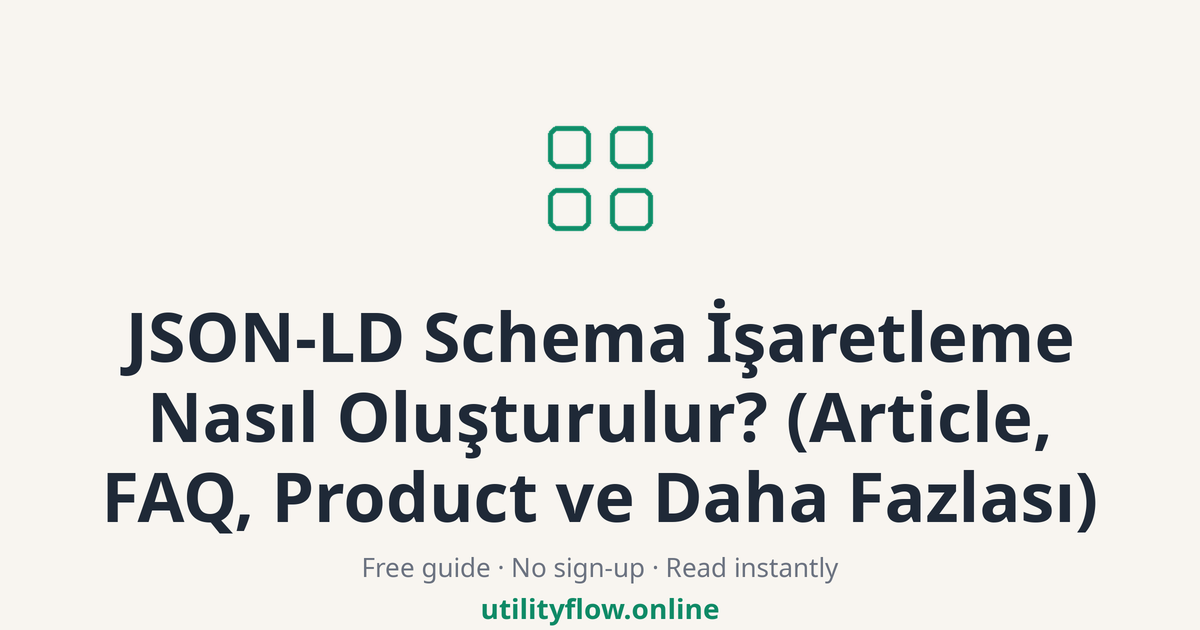 JSON-LD Schema İşaretleme
Nasıl Oluşturulur? (Article,
FAQ, Product ve Daha Fazlası)
Free guide · No sign-up · Read instantly
utilityflow.online